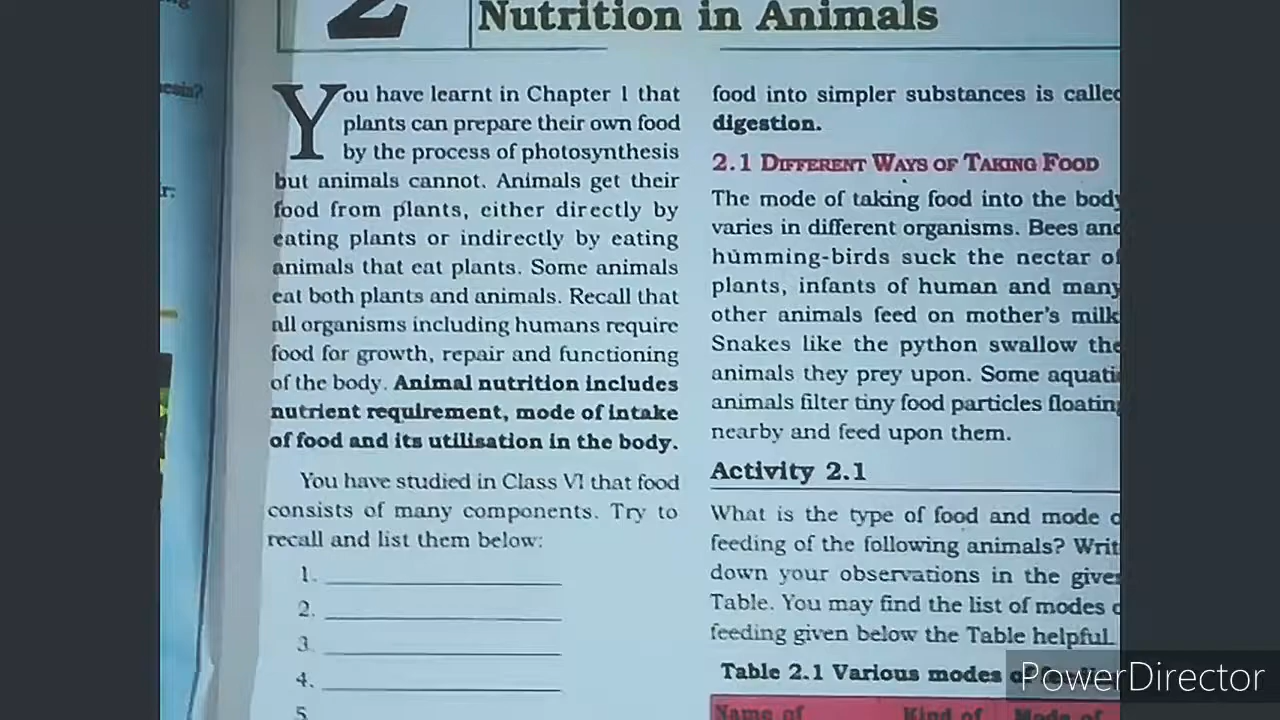 2
Nutrition in Animals
You have learnt in Chapter 1 that
plants can prepare their own food
by the process of photosynthesis
but animals cannot. Animals get their
food from plants, either directly by
eating plants or indirectly by eating
animals that eat plants. Some animals
eat both plants and animals. Recall that
all organisms including humans require
food for growth, repair and functioning
of the body. Animal nutrition includes
nutrient requirement, mode of intake
of food and its utilisation in the body.
You have studied in Class VI that food
consists of many components. Try to
recall and list them below:
1.
2.
3.
4.
5.
food into simpler substances is called
digestion.
2.1 DIFFERENT WAYS OF TAKING FOOD
The mode of taking food into the body
varies in different organisms. Bees and
humming-birds suck the nectar of
plants, infants of human and many
other animals feed on mother's milk
Snakes like the python swallow the
animals they prey upon. Some aquati
animals filter tiny food particles floating
nearby and feed upon them.
Activity 2.1
What is the type of food and mode
feeding of the following animals? Writ
down your observations in the give
Table. You may find the list of modes
feeding given below the Table helpful.
Table 2.1 Various modes of
Name of Kind of Mode of
PowerDirector